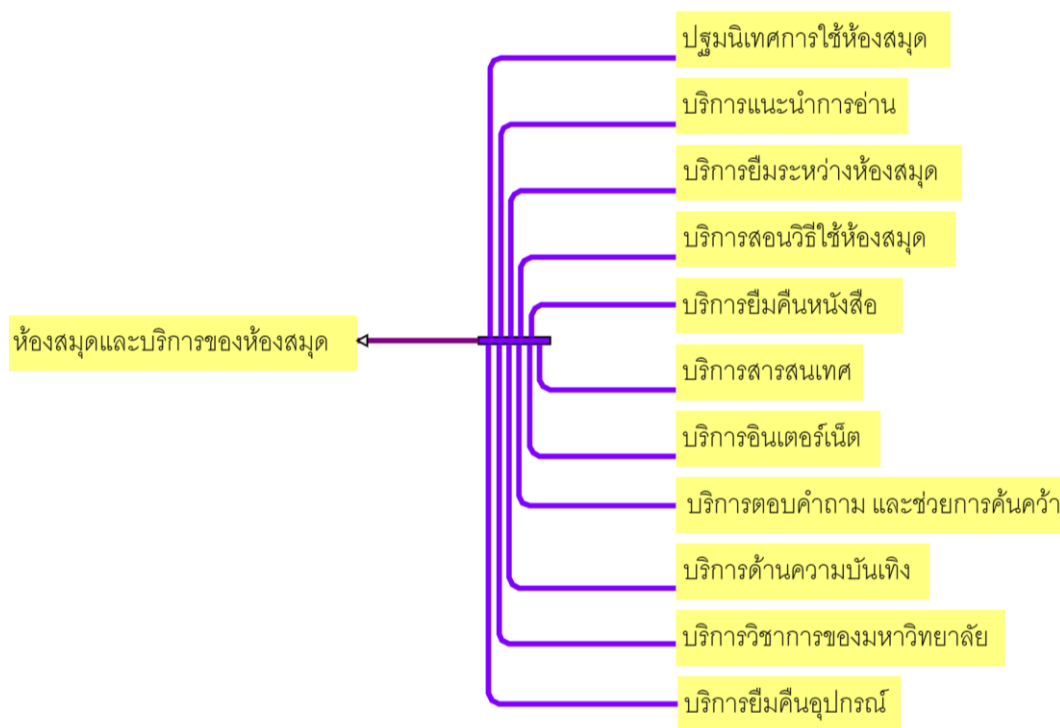 ปฐมนิเทศการใช้ห้องสมุด
บริการแนะนำการอ่าน
บริการยืมระหว่างห้องสมุด
บริการสอนวิธีใช้ห้องสมุด
บริการยืมคืนหนังสือ
ห้องสมุดและบริการของห้องสมุด
บริการสารสนเทศ
บริการอินเตอร์เน็ต
บริการตอบคำถาม และช่วยการค้นคว้า
บริการด้านความบันเทิง
บริการวิชาการของมหาวิทยาลัย
บริการยืมคืนอุปกรณ์